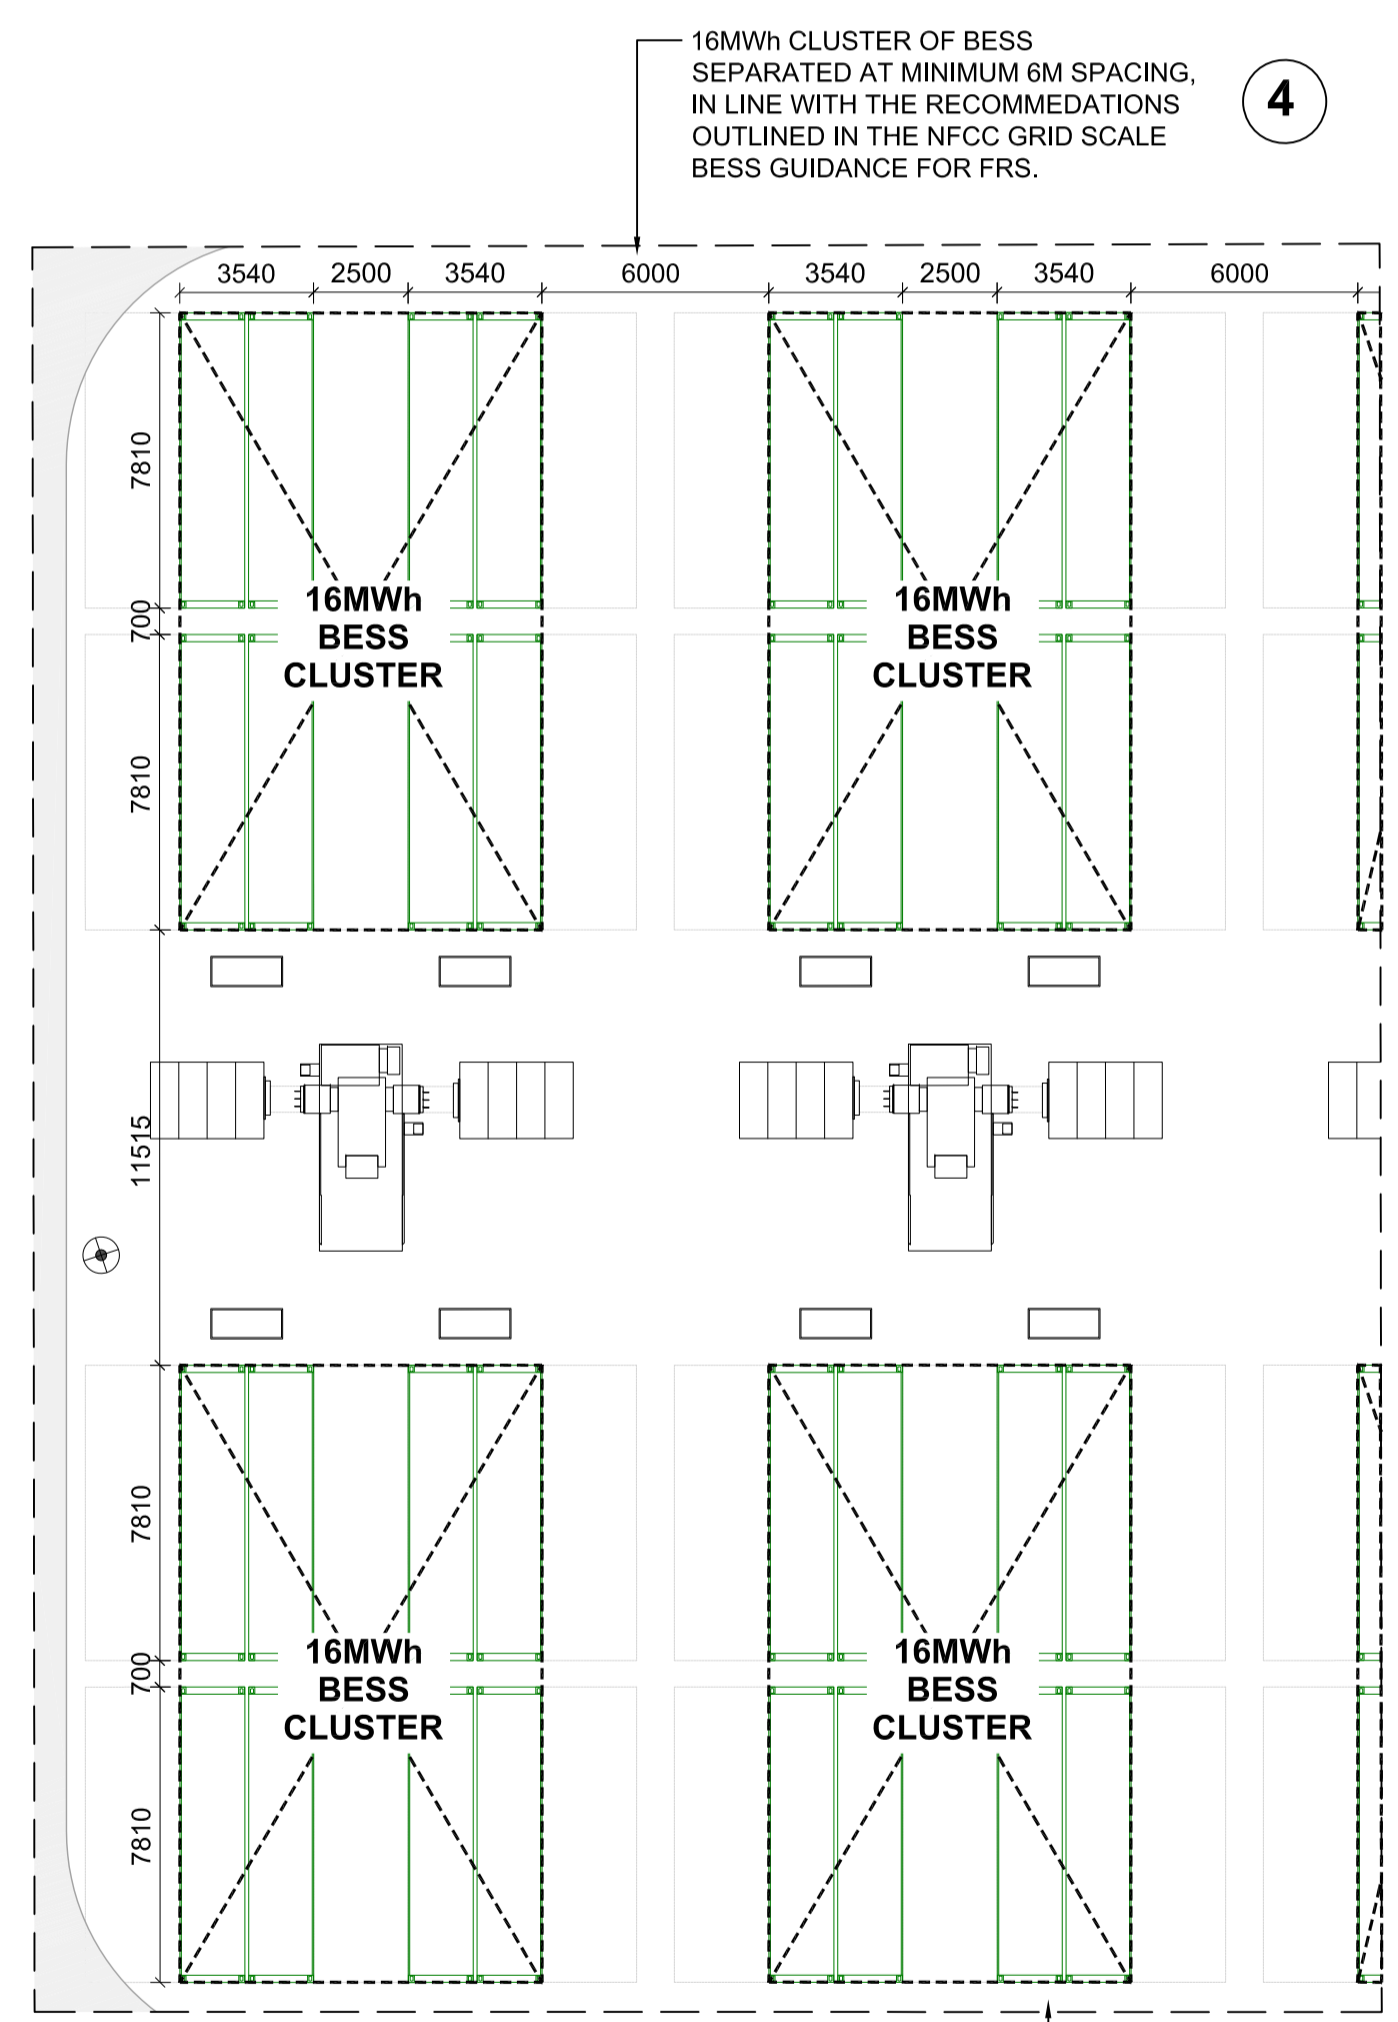 16MWh CLUSTER OF BESS
SEPARATED AT MINIMUM 6M SPACING,
IN LINE WITH THE RECOMMEDATIONS
OUTLINED IN THE NFCC GRID SCALE
BESS GUIDANCE FOR FRS.
4
3540 2500 3540 6000 3540 2500 3540 6000
7810
16MWh
BESS
CLUSTER
16MWh
BESS
CLUSTER
700
7810
11515
7810
16MWh
BESS
CLUSTER
16MWh
BESS
CLUSTER
700
7810